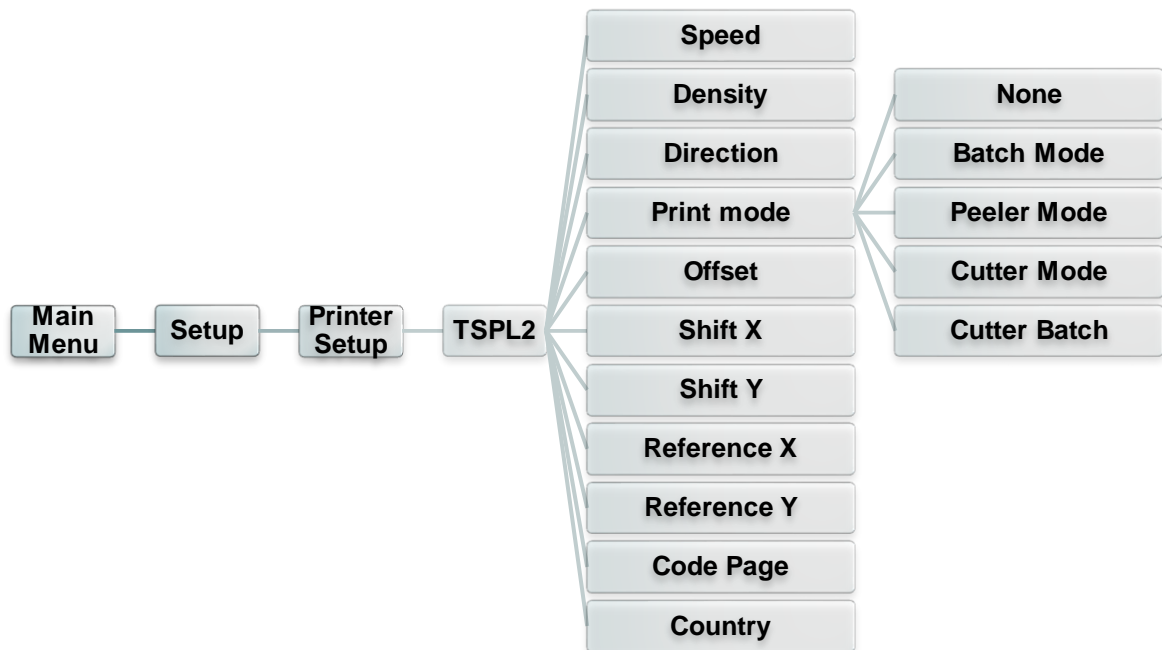 Main
Menu
Setup
Printer
Setup
TSPL2
Speed
Density
Direction
Print mode
Offset
Shift X
Shift Y
Reference X
Reference Y
Code Page
Country
None
Batch Mode
Peeler Mode
Cutter Mode
Cutter Batch